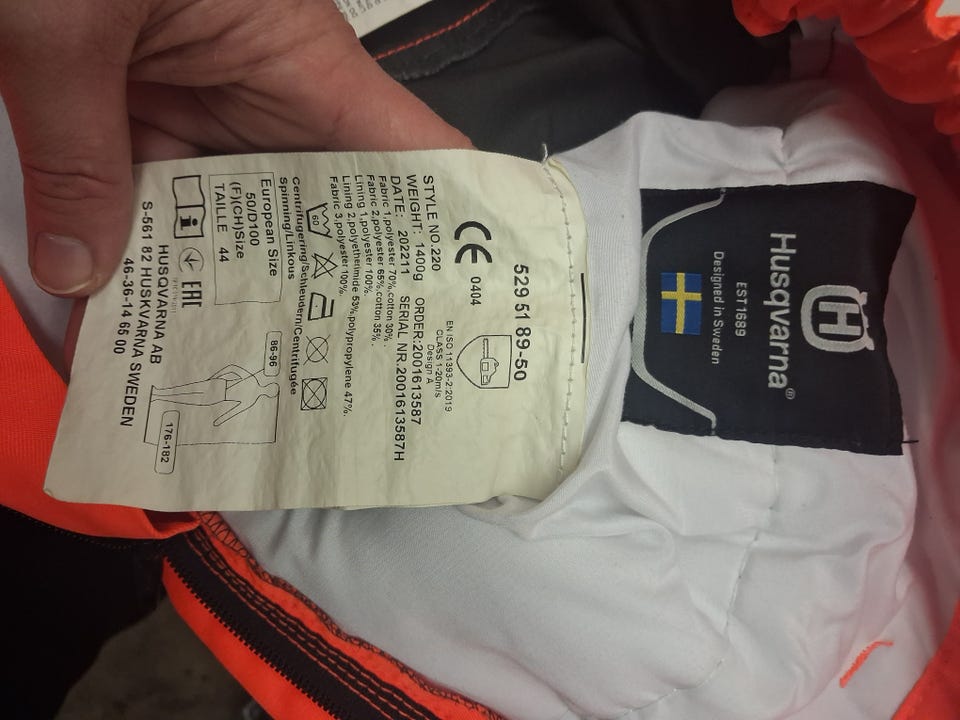 Husqvarna®
EST 1689
Designed in Sweden
529 51 89-50
CE 0404
EN ISO 11393-2:2019
CLASS 1-20m/s
Design A
STYLE NO.220
WEIGHT: 1400g ORDER:2001613587
DATE: 202211 SERIAL NR.2001613587H
Fabric 1,polyester 70%.cotton 30%.
Fabric 2,polyester 65%.cotton 35%.
Lining 1,polyester 100%.
Lining 2,polyetherimide 53%,polypropylene 47%.
Fabric 3,polyester 100%.
60
Centrifugering/Schleudern/Centrifugée
Spinning/Linkous
European Size
50/D100
(F)(CH)Size
TAILLE 44
86-96
176-182
EAC
HUSQVARNA AB
S-561 82 HUSKVARNA SWEDEN
46-36-14 65 00